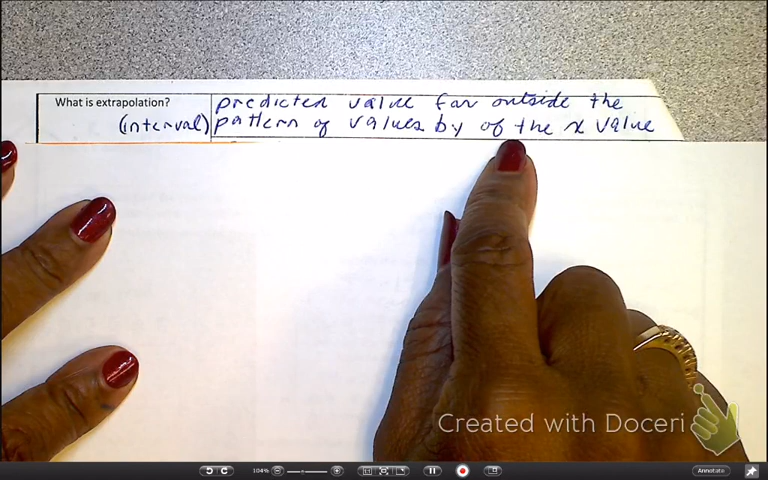 What is extrapolation? predicted value far outside the
(interval) pattern of values by of the x value
Created with Doceri
104%
Annotate